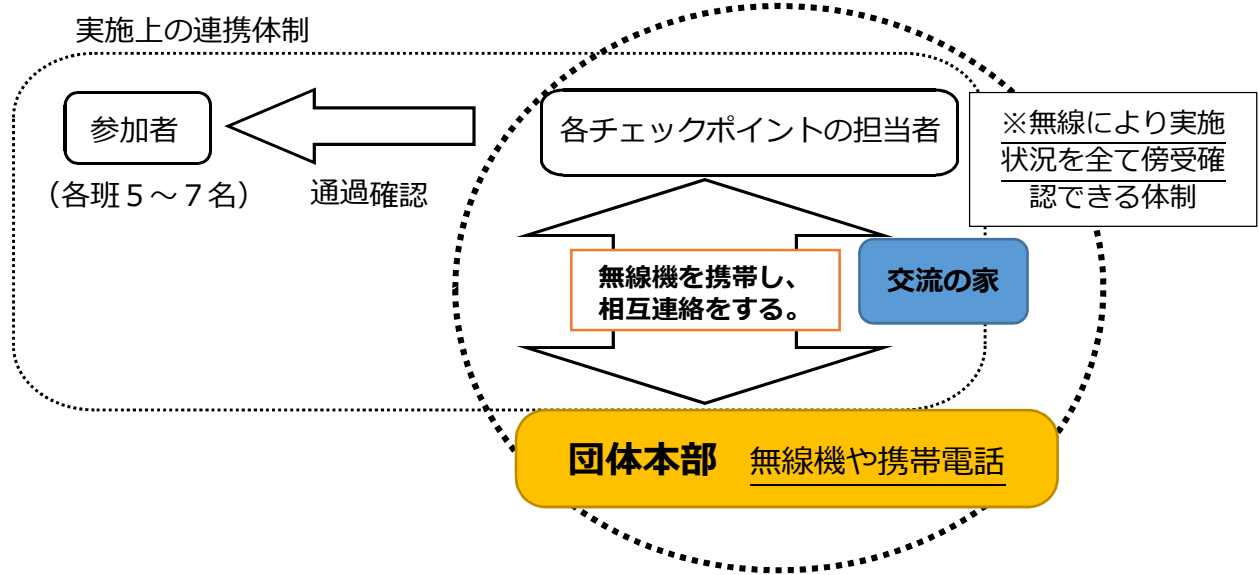 実施上の連携体制
参加者
各チェックポイントの担当者
※無線により実施
状況を全て傍受確
認できる体制
（各班５～７名）
通過確認
無線機を携帯し、
相互連絡をする。
交流の家
団体本部 無線機や携帯電話